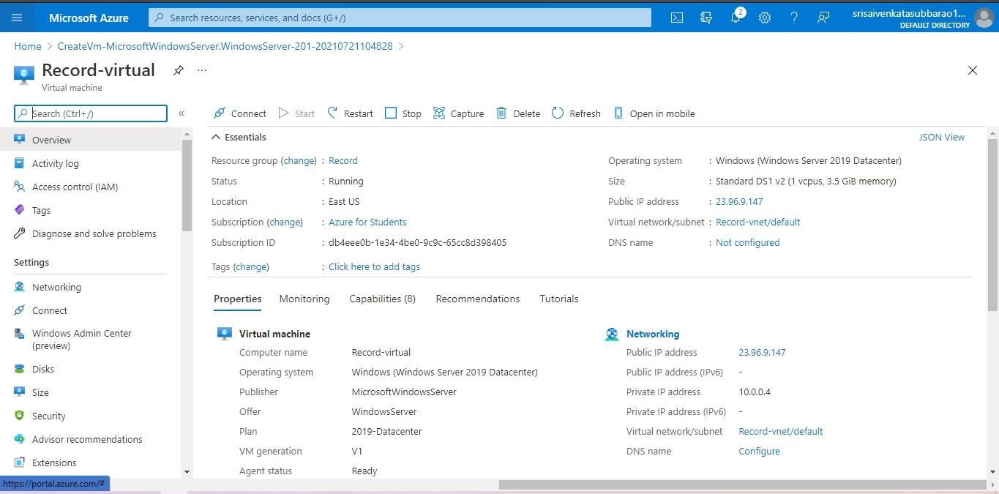 Microsoft Azure
Search resources, services, and docs (G+/)
2
srisaivenkatasubbarao1...
DEFAULT DIRECTORY
Home > CreateVm-MicrosoftWindowsServer.WindowsServer-201-20210721104828 >
Record-virtual ...
Virtual machine
Search (Ctrl+/)
«
Connect Start Restart Stop Capture Delete Refresh Open in mobile
Overview
Activity log
Access control (IAM)
Tags
Diagnose and solve problems
Settings
Networking
Connect
Windows Admin Center
(preview)
Disks
Size
Security
Advisor recommendations
Extensions
https://portal.azure.com/#
Essentials
JSON View
Resource group (change) : Record
Status : Running
Location : East US
Subscription (change) : Azure for Students
Subscription ID : db4eee0b-1e34-4be0-9c9c-65cc8d398405
Tags (change) : Click here to add tags
Operating system : Windows (Windows Server 2019 Datacenter)
Size : Standard DS1 v2 (1 vcpus, 3.5 GiB memory)
Public IP address : 23.96.9.147
Virtual network/subnet : Record-vnet/default
DNS name : Not configured
Properties Monitoring Capabilities (8) Recommendations Tutorials
Virtual machine
Computer name Record-virtual
Operating system Windows (Windows Server 2019 Datacenter)
Publisher MicrosoftWindowsServer
Offer WindowsServer
Plan 2019-Datacenter
VM generation V1
Agent status Ready
Networking
Public IP address 23.96.9.147
Public IP address (IPv6) -
Private IP address 10.0.0.4
Private IP address (IPv6) -
Virtual network/subnet Record-vnet/default
DNS name Configure